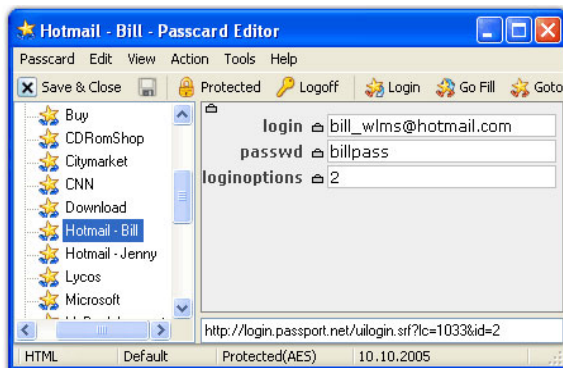 Hotmail - Bill - Passcard Editor
Passcard Edit View Action Tools Help
Save & Close Protected Logoff Login Go Fill Goto
Buy
CDRomShop
Citymarket
CNN
Download
Hotmail - Bill
Hotmail - Jenny
Lycos
Microsoft
login bill_wlms@hotmail.com
passwd billpass
loginoptions 2
http://login.passport.net/uilogin.srf?lc=1033&id=2
HTML Default Protected(AES) 10.10.2005